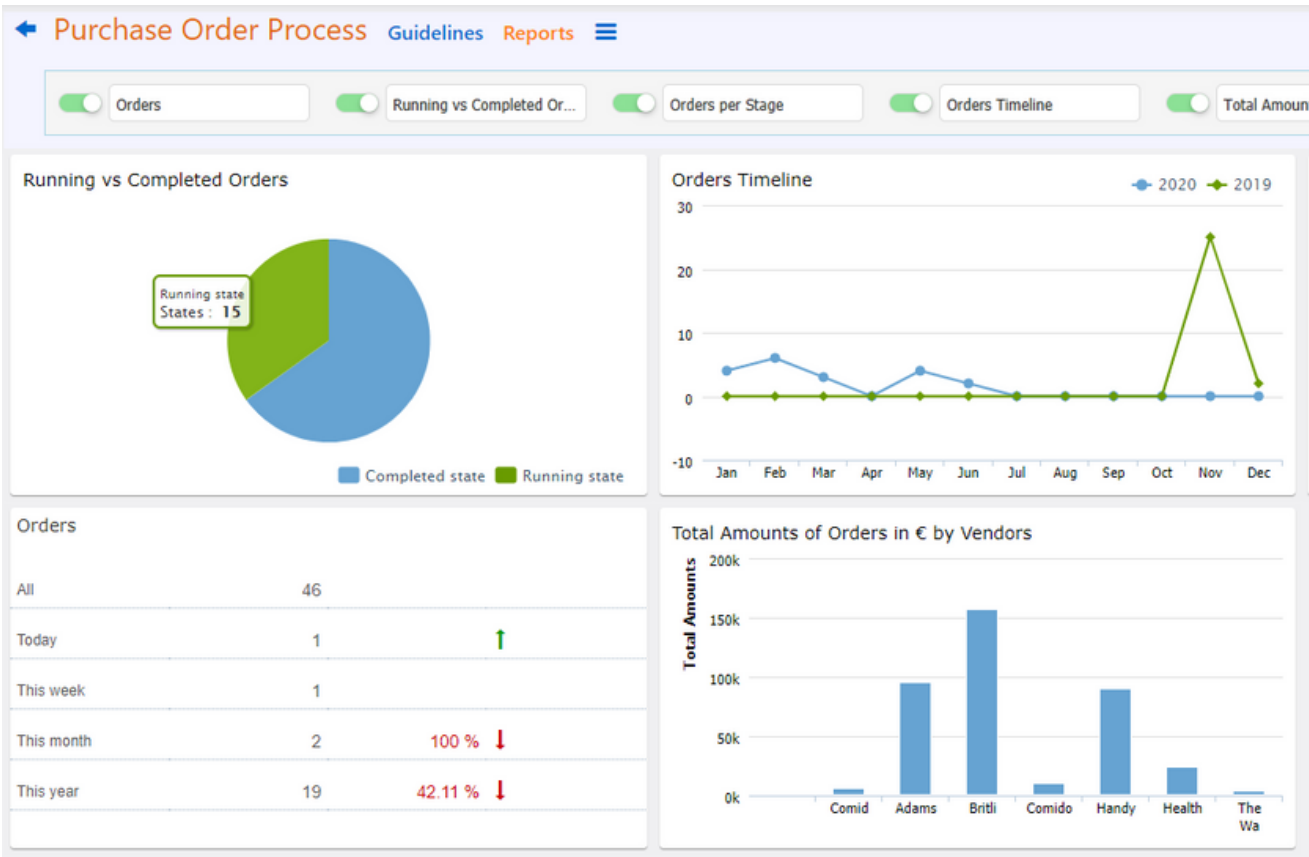 Purchase Order Process Guidelines Reports
Orders
Running vs Completed Or...
Orders per Stage
Orders Timeline
Total Amoun
Running vs Completed Orders
Running state
States : 15
Completed state Running state
Orders Timeline
2020 2019
30
20
10
0
-10
Jan Feb Mar Apr May Jun Jul Aug Sep Oct Nov Dec
Orders
All 46
Today 1
This week 1
This month 2 100 %
This year 19 42.11 %
Total Amounts of Orders in € by Vendors
Total Amounts
200k
150k
100k
50k
0k
Comid Adams Britli Comido Handy Health The
Wa